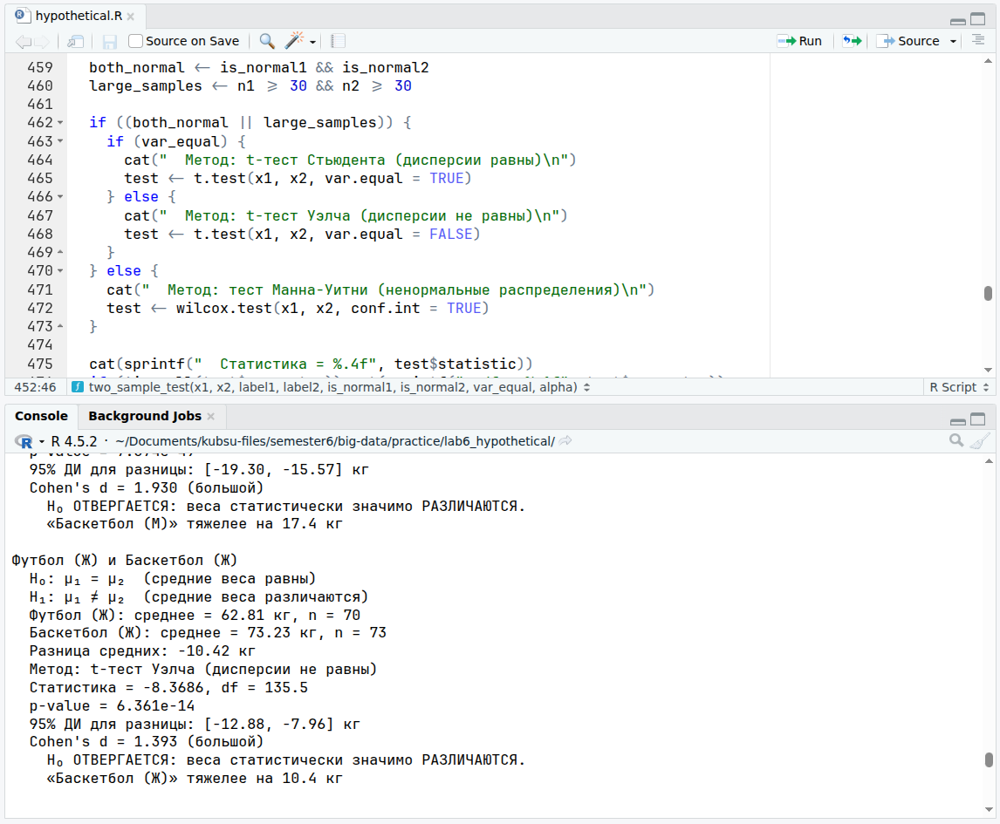 hypothetical.R
Source on Save
Run
Source
459 both_normal <- is_normal1 && is_normal2
460 large_samples <- n1 >= 30 && n2 >= 30
461
462 if ((both_normal || large_samples)) {
463 if (var_equal) {
464 cat("  Метод: t-тест Стьюдента (дисперсии равны)\n")
465 test <- t.test(x1, x2, var.equal = TRUE)
466 } else {
467 cat("  Метод: t-тест Уэлча (дисперсии не равны)\n")
468 test <- t.test(x1, x2, var.equal = FALSE)
469 }
470 } else {
471 cat("  Метод: тест Манна-Уитни (ненормальные распределения)\n")
472 test <- wilcox.test(x1, x2, conf.int = TRUE)
473 }
474
475 cat(sprintf("  Статистика = %.4f", test$statistic))
452:46 two_sample_test(x1, x2, label1, label2, is_normal1, is_normal2, var_equal, alpha) R Script
Console Background Jobs
R 4.5.2 · ~/Documents/kubsu-files/semester6/big-data/practice/lab6_hypothetical/
95% ДИ для разницы: [-19.30, -15.57] кг
Cohen's d = 1.930 (большой)
H₀ ОТВЕРГАЕТСЯ: веса статистически значимо РАЗЛИЧАЮТСЯ.
«Баскетбол (М)» тяжелее на 17.4 кг
Футбол (Ж) и Баскетбол (Ж)
H₀: μ₁ = μ₂  (средние веса равны)
H₁: μ₁ ≠ μ₂  (средние веса различаются)
Футбол (Ж): среднее = 62.81 кг, n = 70
Баскетбол (Ж): среднее = 73.23 кг, n = 73
Разница средних: -10.42 кг
Метод: t-тест Уэлча (дисперсии не равны)
Статистика = -8.3686, df = 135.5
p-value = 6.361e-14
95% ДИ для разницы: [-12.88, -7.96] кг
Cohen's d = 1.393 (большой)
H₀ ОТВЕРГАЕТСЯ: веса статистически значимо РАЗЛИЧАЮТСЯ.
«Баскетбол (Ж)» тяжелее на 10.4 кг